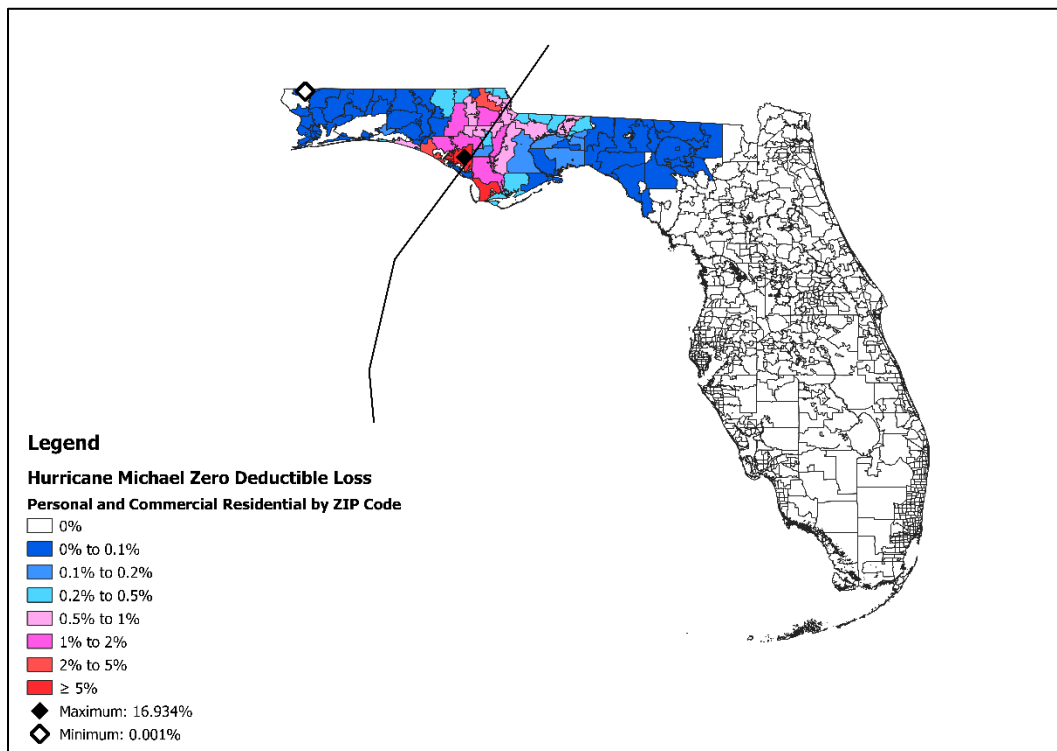 Legend
Hurricane Michael Zero Deductible Loss
Personal and Commercial Residential by ZIP Code
0%
0% to 0.1%
0.1% to 0.2%
0.2% to 0.5%
0.5% to 1%
1% to 2%
2% to 5%
≥ 5%
Maximum: 16.934%
Minimum: 0.001%